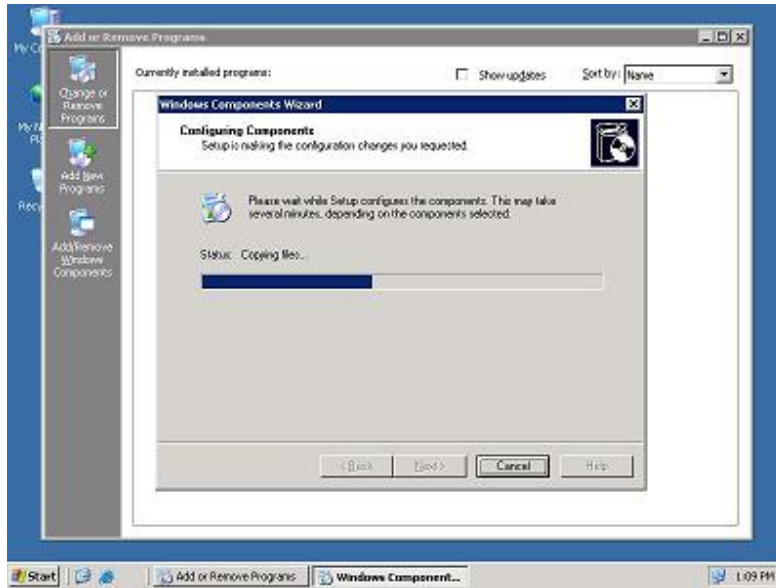 My Co
Add or Remove Programs
Change or
Remove
Programs
Currently installed programs:
Show updates
Sort by: Name
Windows Components Wizard
Configuring Components
Setup is making the configuration changes you requested.
Add New
Programs
Please wait while Setup configures the components. This may take
several minutes, depending on the components selected.
Recy
Add/Remove
Windows
Components
Status: Copying files...
< Back
Next >
Cancel
Help
Start
Add or Remove Programs
Windows Component...
1:09 PM